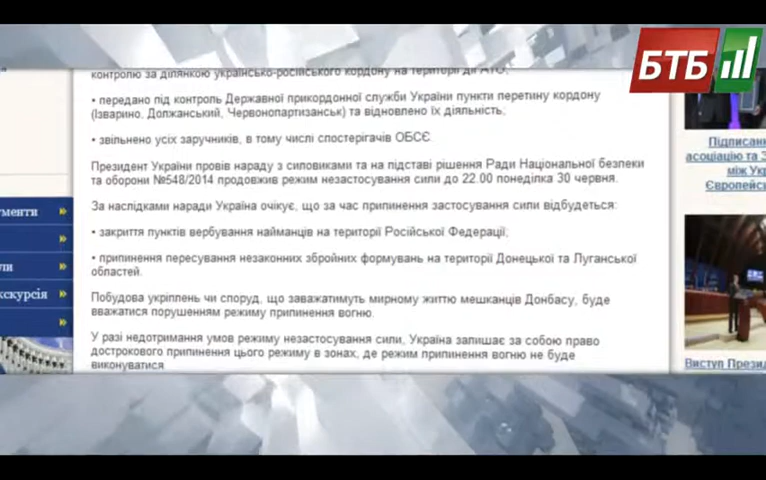 БТБ
контролю за ділянкою українсько-російського кордону на території дії АТО;
• передано під контроль Державної прикордонної служби України пункти перетину кордону
(Ізварино, Должанський, Червонопартизанськ) та відновлено їх діяльність;
• звільнено усіх заручників, в тому числі спостерігачів ОБСЄ.
Президент України провів нараду з силовиками та на підставі рішення Ради Національної безпеки
та оборони №548/2014 продовжив режим незастосування сили до 22.00 понеділка 30 червня.
За наслідками наради Україна очікує, що за час припинення застосування сили відбудеться:
• закриття пунктів вербування найманців на території Російської Федерації;
• припинення пересування незаконних збройних формувань на території Донецької та Луганської
областей.
Побудова укріплень чи споруд, що заважатимуть мирному життю мешканців Донбасу, буде
вважатися порушенням режиму припинення вогню.
У разі недотримання умов режиму незастосування сили, Україна залишає за собою право
дострокового припинення цього режиму в зонах, де режим припинення вогню не буде
виконуватися
ументи »
»
ли »
кскурсія »
»
Підписанн
асоціацію та З
між Укр
Європейсь
Виступ Прези